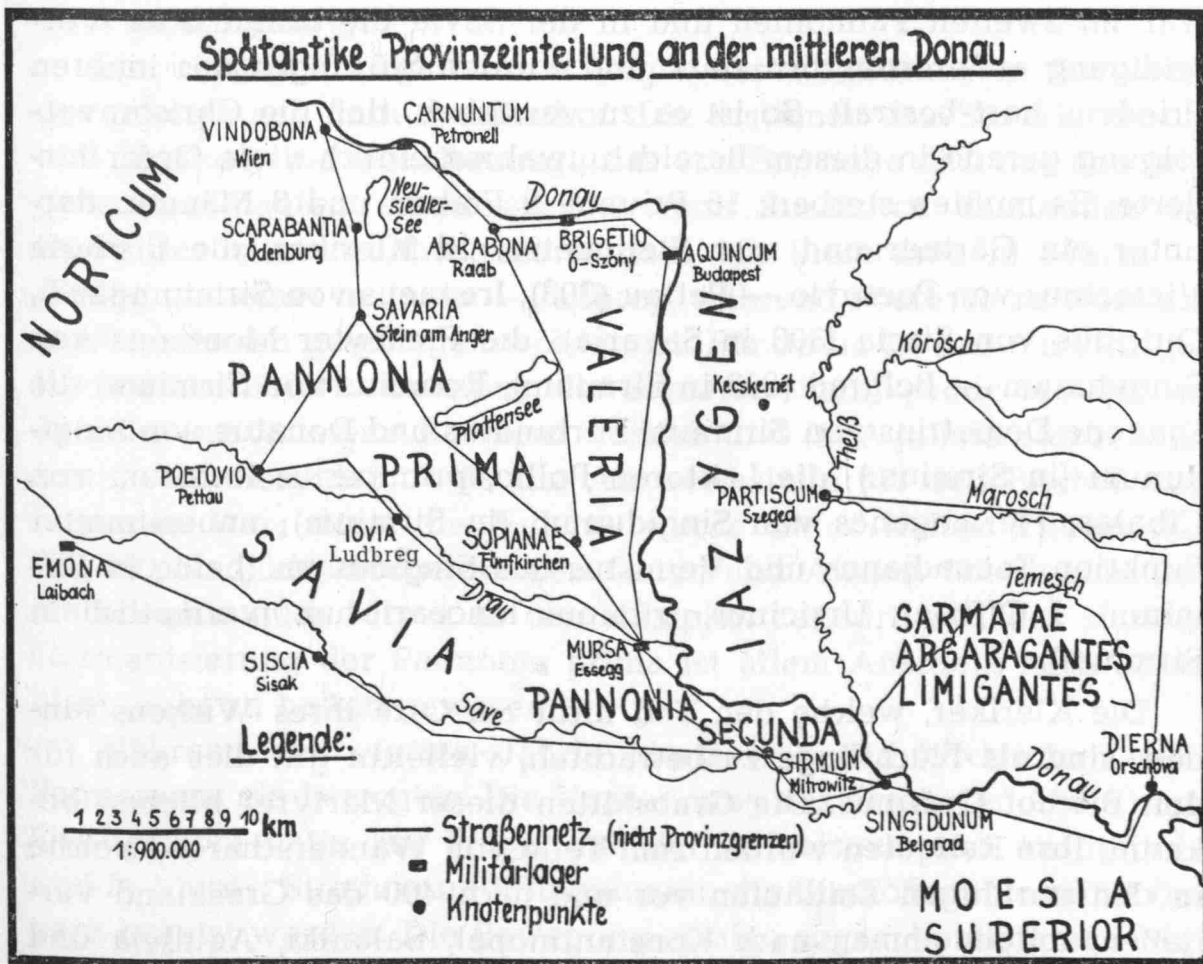 Spätantike Provinzeinteilung an der mittleren Donau
VINDOBONA
Wien
CARNUNTUM
Petronell
NORICUM
Neu-
siedler-
See
Donau
SCARABANTIA
Ödenburg
ARRABONA
Raab
BRIGETIO
Ö-Szöny
AQUINCUM
Budapest
SAVARIA
Stein am Anger
PANNONIA
VALERIA
JAZYGEN
Körösch
Kecskemét
Plattensee
Theiß
POETOVIO
Pettau
PRIMA
PARTISCUM
Szeged
Marosch
IOVIA
Ludbreg
SOPIANAE
Fünfkirchen
EMONA
Laibach
SAVIA
Drau
Temesch
SARMATAE
ARGARAGANTES
LIMIGANTES
SISCIA
Sisak
MURSA
Essegg
PANNONIA
SECUNDA
Save
SIRMIUM
Mitrowitz
DIERNA
Orschowa
Donau
SINGIDUNUM
Belgrad
Legende:
1 2 3 4 5 6 7 8 9 10 km
1:900.000
Straßennetz (nicht Provinzgrenzen)
Militärlager
Knotenpunkte
MOESIA
SUPERIOR